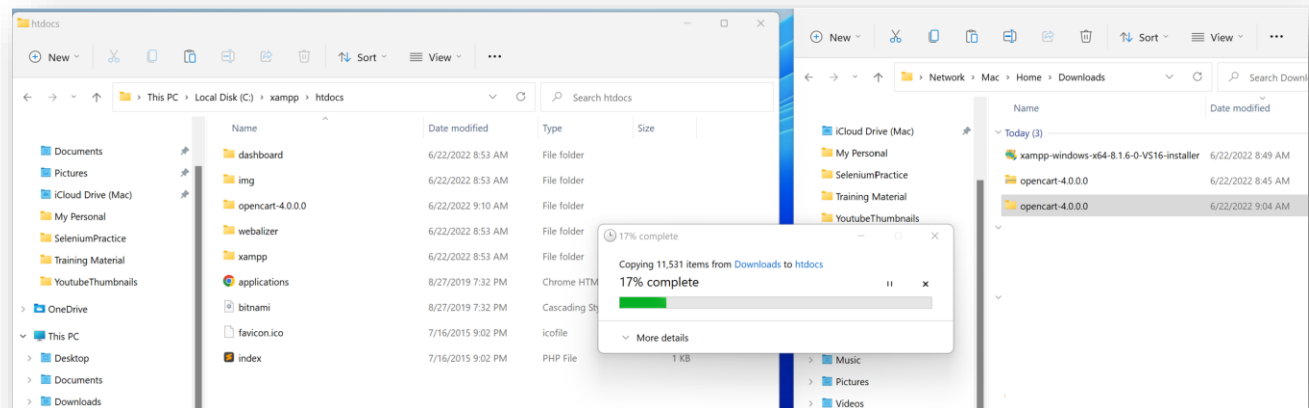 htdocs
New
Sort
View
This PC > Local Disk (C:) > xampp > htdocs
Search htdocs
Name Date modified Type Size
Documents
Pictures
iCloud Drive (Mac)
My Personal
SeleniumPractice
Training Material
YoutubeThumbnails
OneDrive
This PC
Desktop
Documents
Downloads
dashboard 6/22/2022 8:53 AM File folder
img 6/22/2022 8:53 AM File folder
opencart-4.0.0.0 6/22/2022 9:10 AM File folder
webalizer 6/22/2022 8:53 AM File folder
xampp 6/22/2022 8:53 AM File folder
applications 8/27/2019 7:32 PM Chrome HTM
bitnami 8/27/2019 7:32 PM Cascading Sty
favicon.ico 7/16/2015 9:02 PM icofile
index 7/16/2015 9:02 PM PHP File 1 KB
17% complete
Copying 11,531 items from Downloads to htdocs
17% complete
More details
New
Sort
View
Network > Mac > Home > Downloads
Search Downl
Name Date modified
iCloud Drive (Mac)
My Personal
SeleniumPractice
Training Material
YoutubeThumbnails
Music
Pictures
Videos
Today (3)
xampp-windows-x64-8.1.6-0-VS16-installer 6/22/2022 8:49 AM
opencart-4.0.0.0 6/22/2022 8:45 AM
opencart-4.0.0.0 6/22/2022 9:04 AM